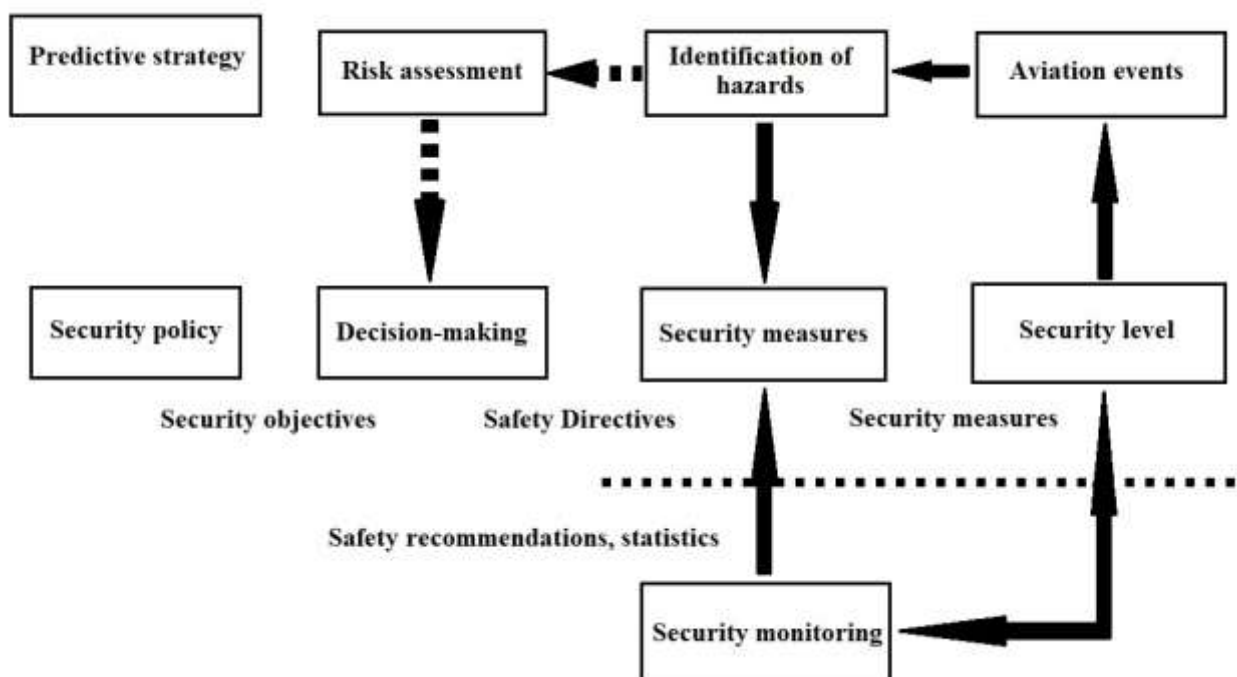 Predictive strategy
Risk assessment
Identification of
hazards
Aviation events
Security policy
Decision-making
Security measures
Security level
Security objectives
Safety Directives
Security measures
Safety recommendations, statistics
Security monitoring